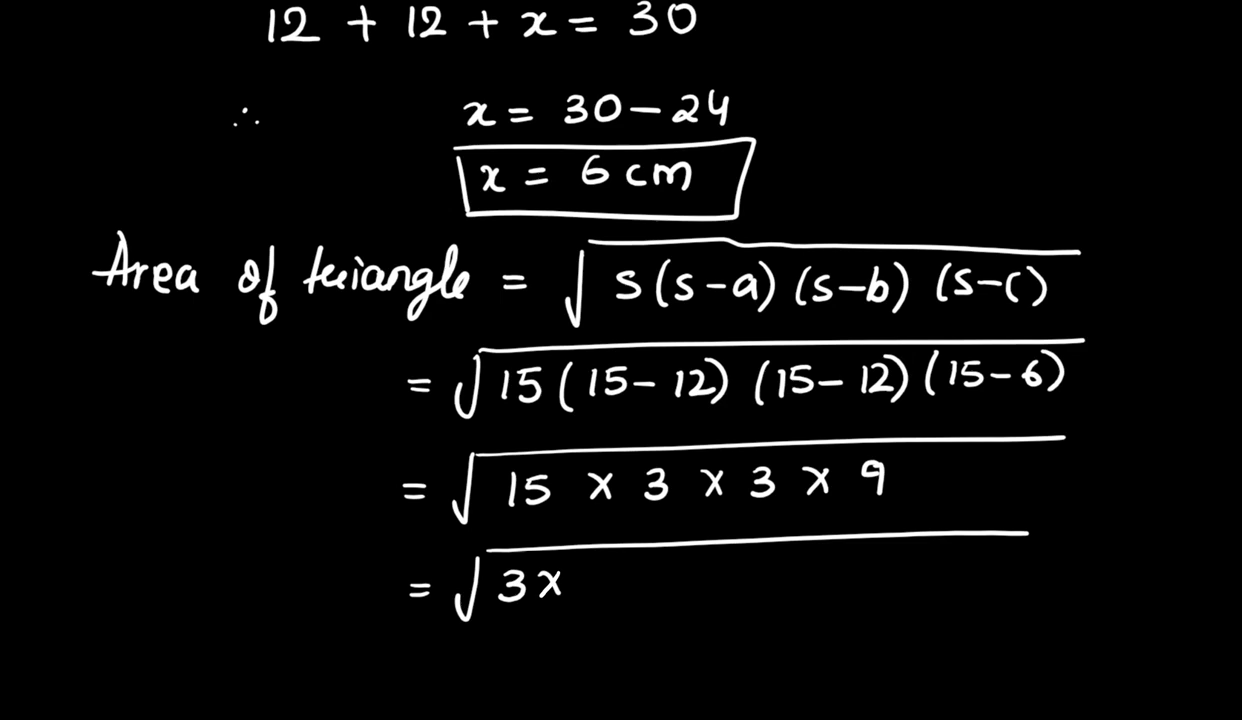 12 + 12 + x = 30
∴ x = 30 - 24
x = 6 cm
Area of triangle = √s(s-a)(s-b)(s-c)
= √15(15-12)(15-12)(15-6)
= √15 × 3 × 3 × 9
= √3×